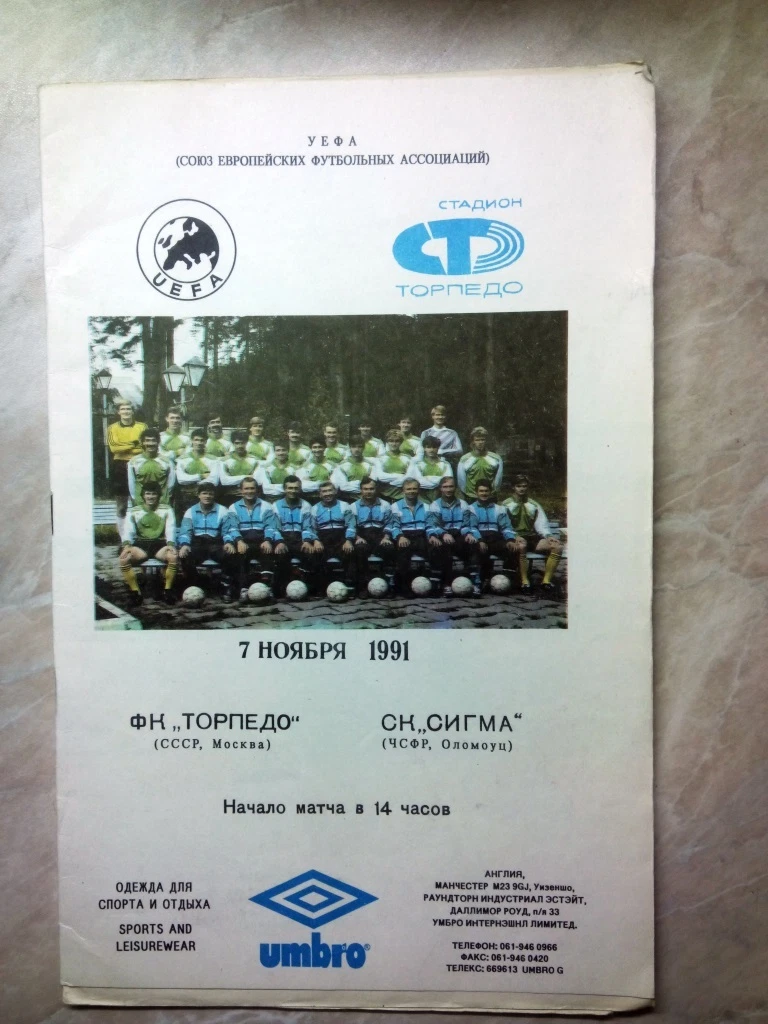 УЕФА
(СОЮЗ ЕВРОПЕЙСКИХ ФУТБОЛЬНЫХ АССОЦИАЦИЙ)
UEFA
СТАДИОН
СТ
ТОРПЕДО
7 НОЯБРЯ 1991
ФК „ТОРПЕДО“
(СССР, Москва)
СК„СИГМА“
(ЧСФР, Оломоуц)
Начало матча в 14 часов
ОДЕЖДА ДЛЯ
СПОРТА И ОТДЫХА
SPORTS AND
LEISUREWEAR
umbro®
АНГЛИЯ,
МАНЧЕСТЕР М23 9GJ, Уизеншо,
РАУНДТОРН ИНДУСТРИАЛ ЭСТЭЙТ,
ДАЛЛИМОР РОУД, п/я 33
УМБРО ИНТЕРНЭШНЛ ЛИМИТЕД.
ТЕЛЕФОН: 061-946 0966
ФАКС: 061-946 0420
ТЕЛЕКС: 669613 UMBRO G